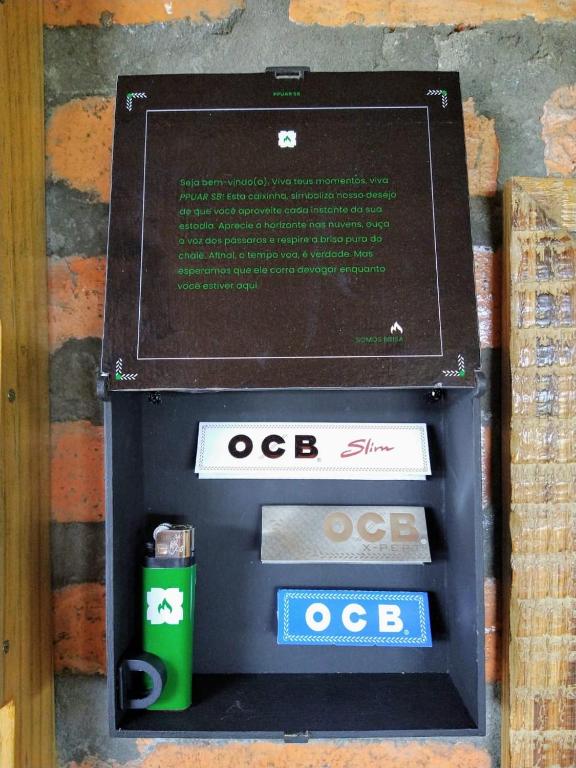 PPUAR SB
Seja bem-vindo(a). Viva teus momentos, viva
PPUAR SB! Esta caixinha, simboliza nosso desejo
de que você aproveite cada instante da sua
estadia. Aprecie o horizonte nas nuvens, ouça
a voz dos pássaros e respire a brisa pura do
chalé. Afinal, o tempo voa, é verdade. Mas
esperamos que ele corra devagar enquanto
você estiver aqui.
SOMOS BRISA
OCB Slim
OCB
X-PERT
OCB